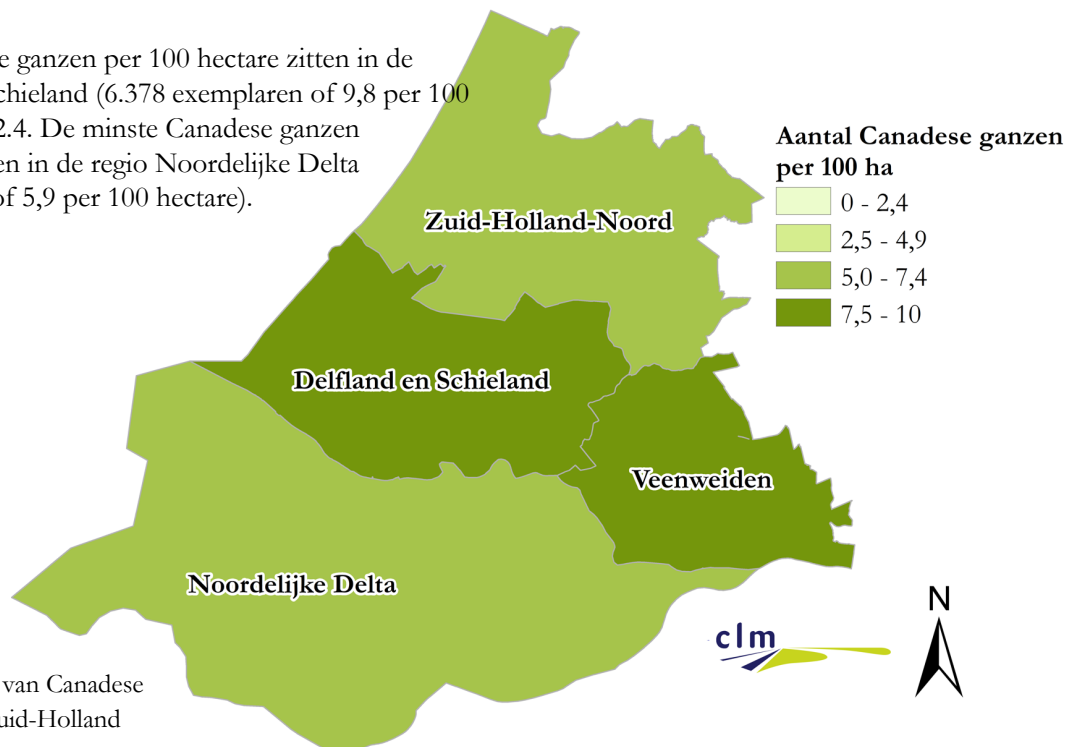 e ganzen per 100 hectare zitten in de
chieland (6.378 exemplaren of 9,8 per 100
2.4. De minste Canadese ganzen
en in de regio Noordelijke Delta
of 5,9 per 100 hectare).
Aantal Canadese ganzen
per 100 ha
0 - 2,4
2,5 - 4,9
5,0 - 7,4
7,5 - 10
Zuid-Holland-Noord
Delfland en Schieland
Veenweiden
Noordelijke Delta
N
clm
van Canadese
uid-Holland